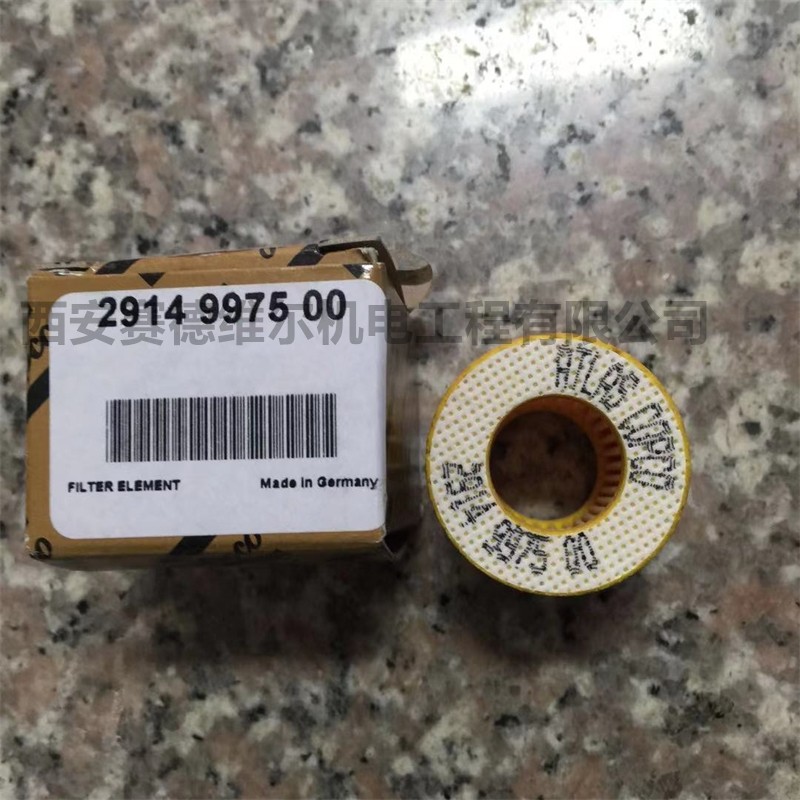 2914 9975 00
西安赛德维尔机电工程有限公司
FILTER ELEMENT
Made in Germany
ATLAS COPCO
9975 00